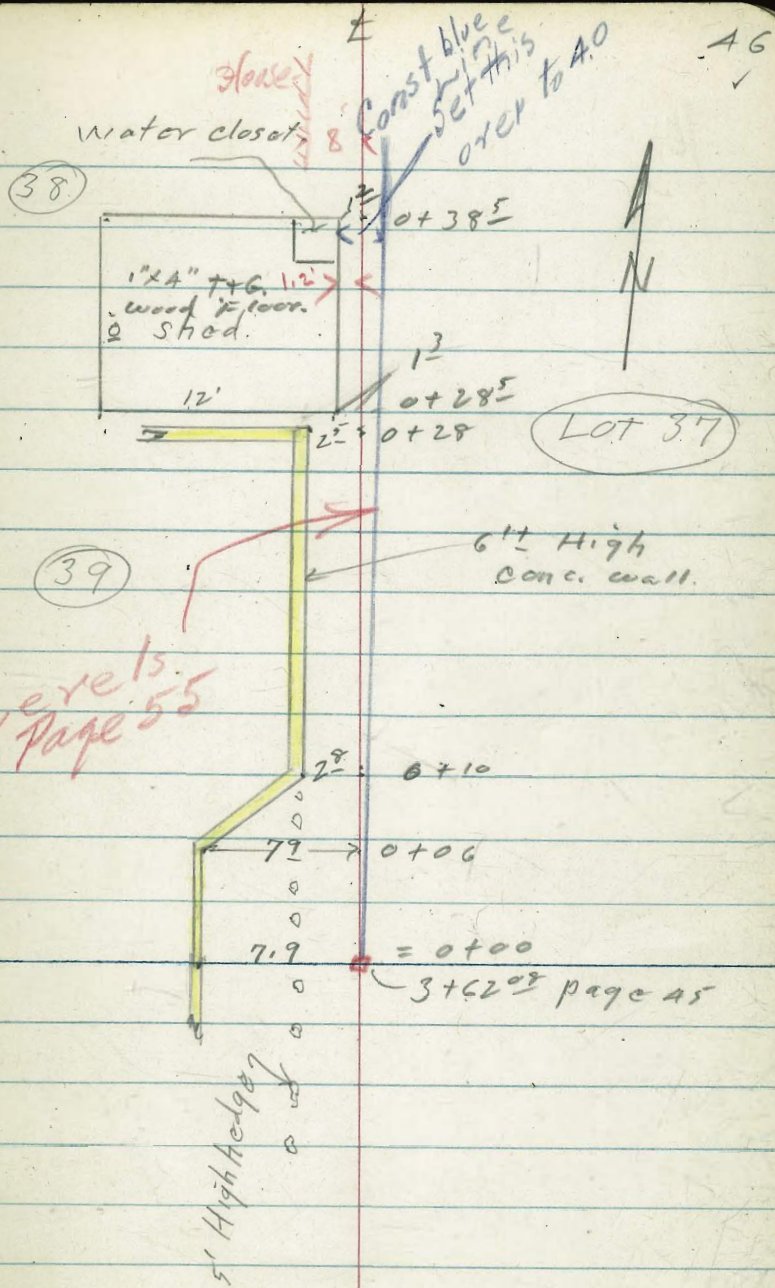 46
House
Const blue
line
Set this
over to 4.0
Water closet.
8'
38
1 2
0+38 5
1"x4" T+G.
wood Floor.
Shed.
1.2'
N
12'
1 3
0+28 5
2 5
0+28
LOT 37
6"± High
conc. wall.
39
Levels
Page 55
2 8
0+10
7 9
0+06
7.9
= 0+00
3+62 08 page 45
5' High Hedge